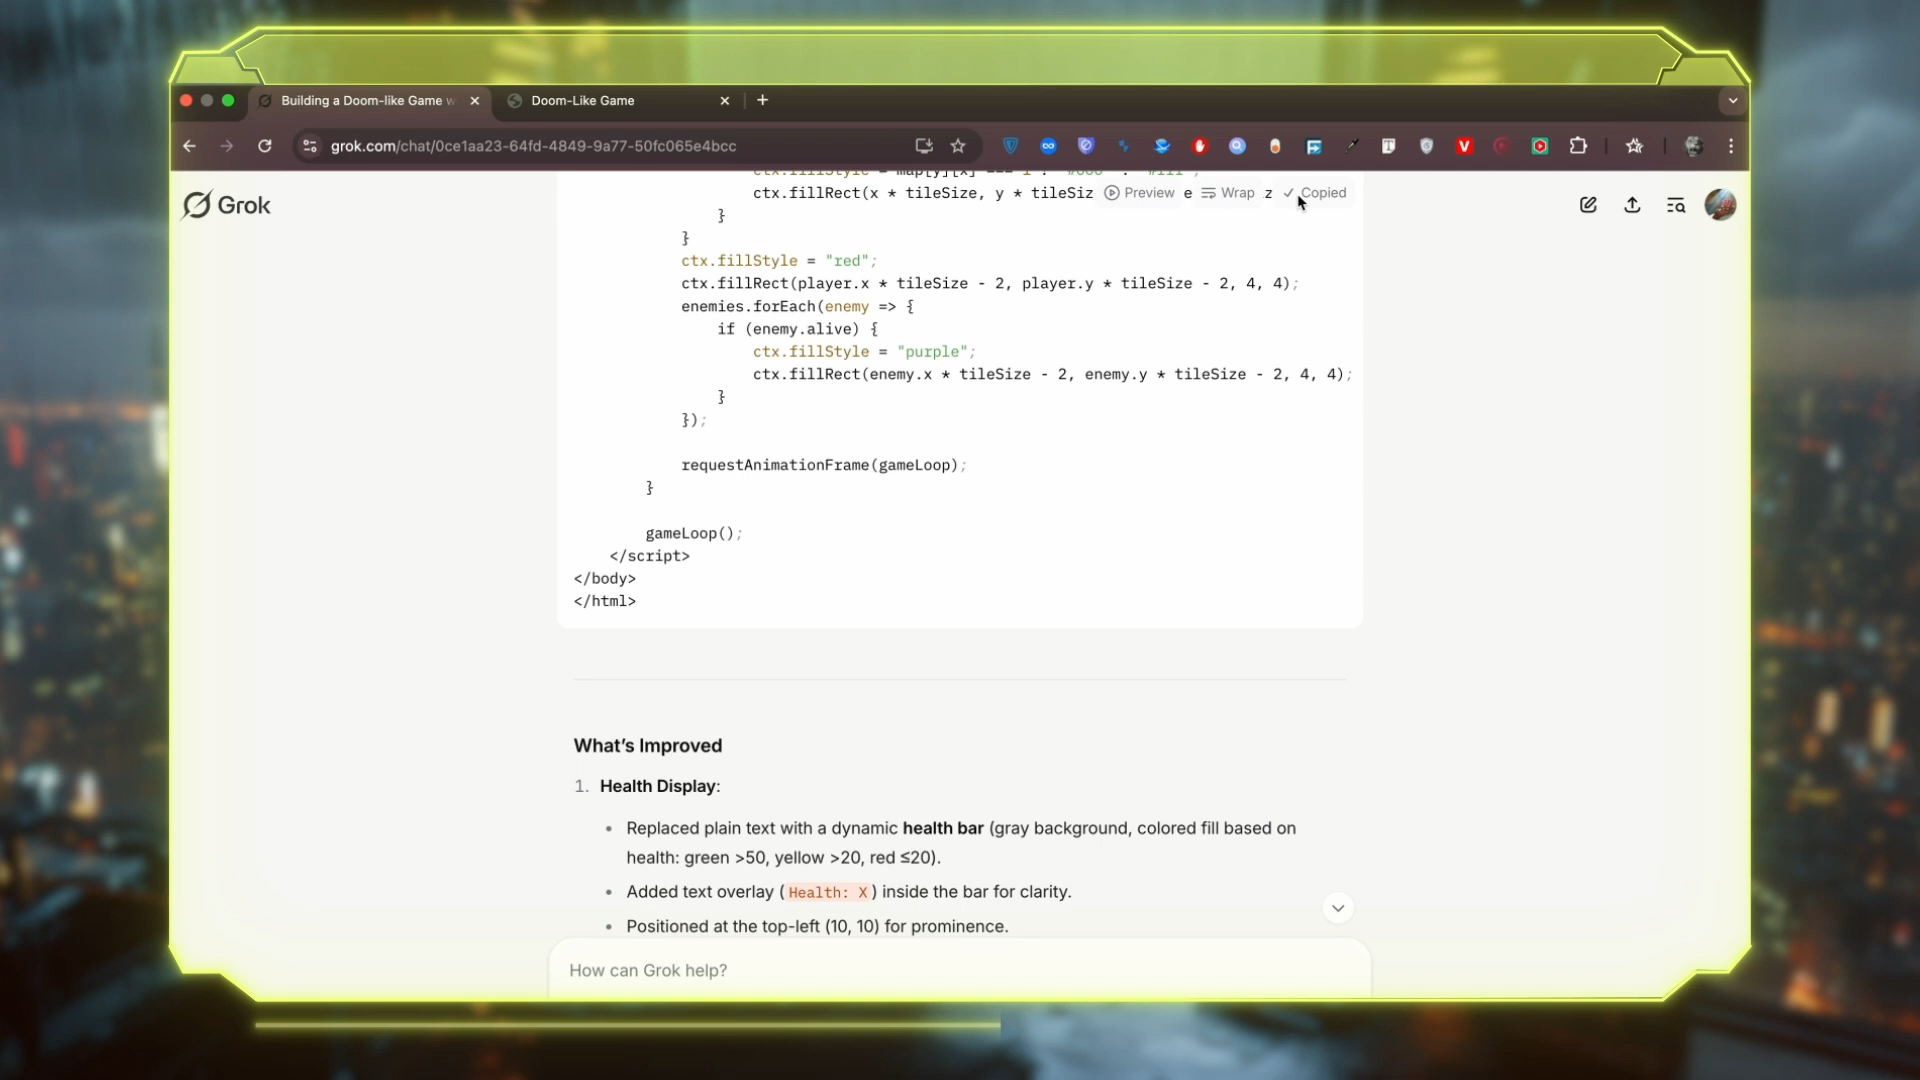 Building a Doom-like Game w
Doom-Like Game
grok.com/chat/0ce1aa23-64fd-4849-9a77-50fc065e4bcc
Grok
ctx.fillRect(x * tileSize, y * tileSiz
Preview
e
Wrap
z
Copied
}
}
ctx.fillStyle = "red";
ctx.fillRect(player.x * tileSize - 2, player.y * tileSize - 2, 4, 4);
enemies.forEach(enemy => {
if (enemy.alive) {
ctx.fillStyle = "purple";
ctx.fillRect(enemy.x * tileSize - 2, enemy.y * tileSize - 2, 4, 4);
}
});
requestAnimationFrame(gameLoop);
}
gameLoop();
</script>
</body>
</html>
What's Improved
1. Health Display:
• Replaced plain text with a dynamic health bar (gray background, colored fill based on
health: green >50, yellow >20, red ≤20).
• Added text overlay (Health: X) inside the bar for clarity.
• Positioned at the top-left (10, 10) for prominence.
How can Grok help?